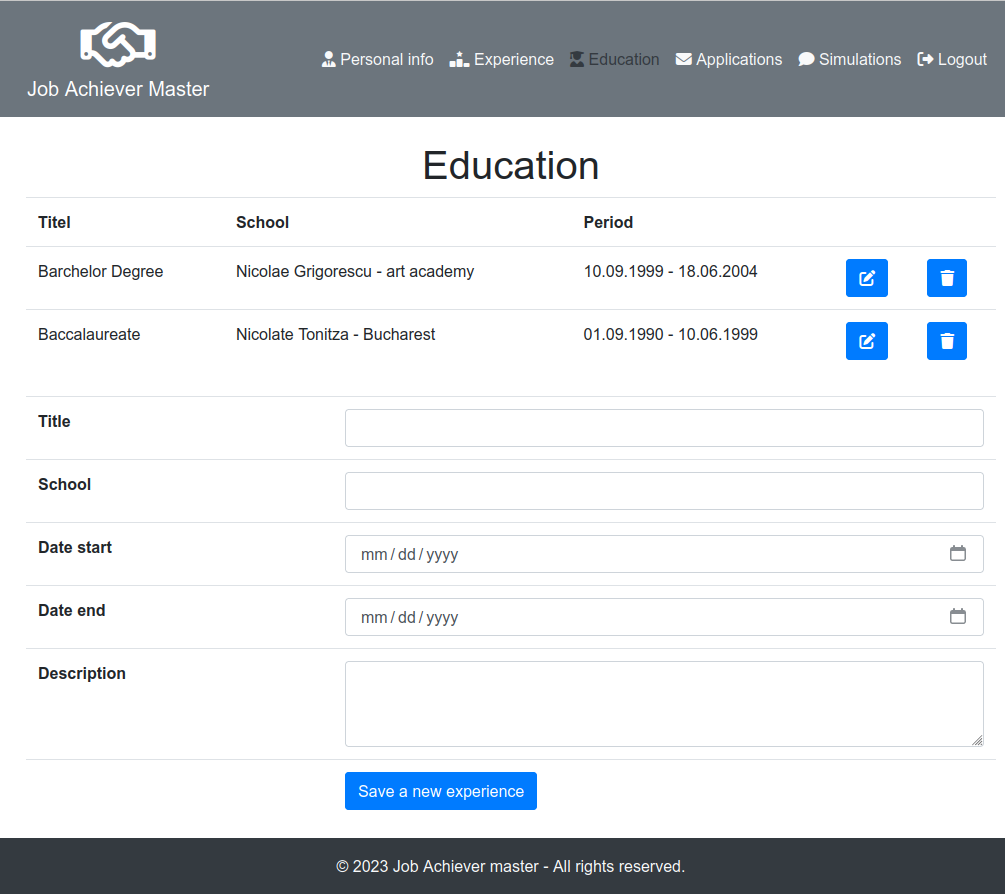 Job Achiever Master
Personal info Experience Education Applications Simulations Logout
Education
Titel School Period
Barchelor Degree Nicolae Grigorescu - art academy 10.09.1999 - 18.06.2004
Baccalaureate Nicolate Tonitza - Bucharest 01.09.1990 - 10.06.1999
Title
School
Date start mm/dd/yyyy
Date end mm/dd/yyyy
Description
Save a new experience
© 2023 Job Achiever master - All rights reserved.